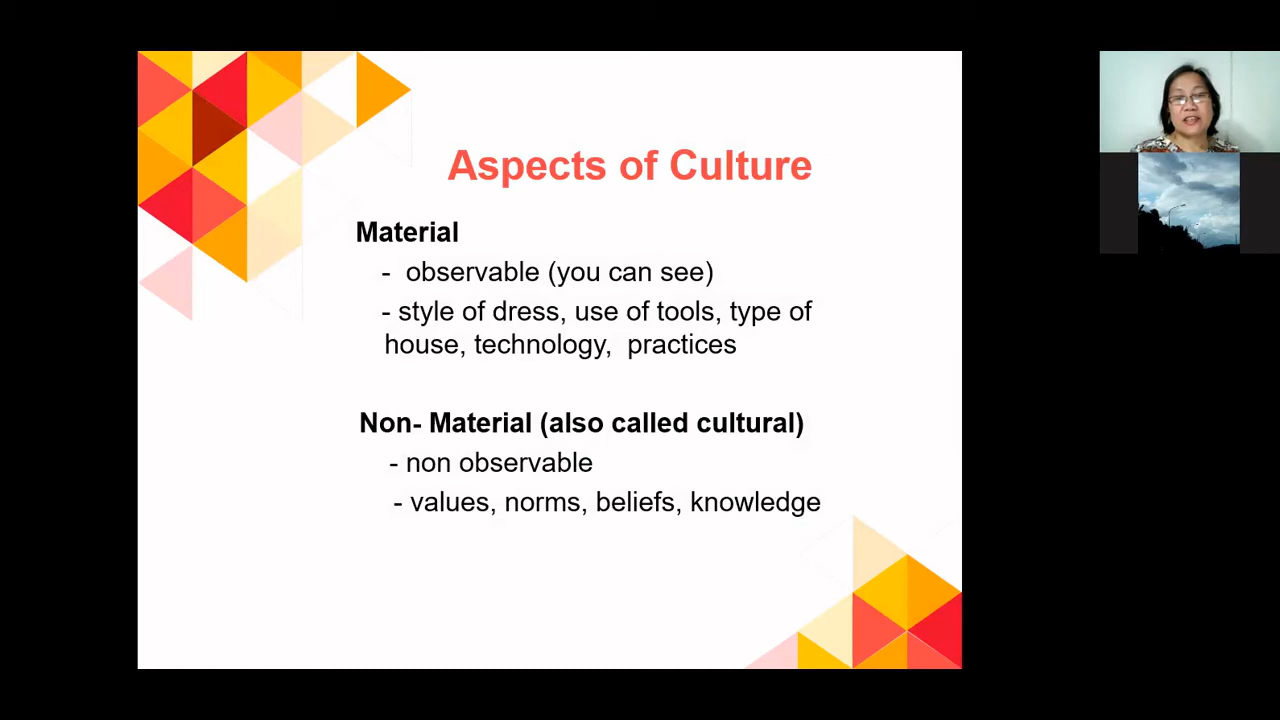 Aspects of Culture
Material
- observable (you can see)
- style of dress, use of tools, type of
house, technology, practices
Non- Material (also called cultural)
- non observable
- values, norms, beliefs, knowledge